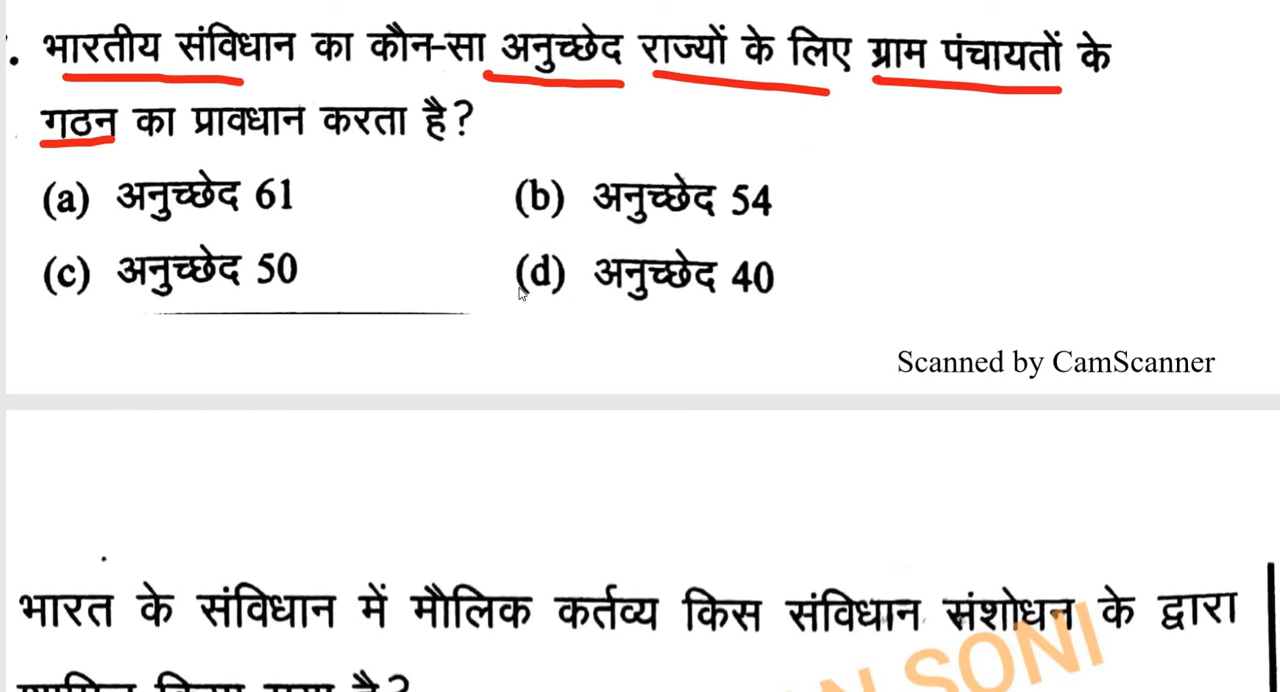 . भारतीय संविधान का कौन-सा अनुच्छेद राज्यों के लिए ग्राम पंचायतों के
गठन का प्रावधान करता है?
(a) अनुच्छेद 61 (b) अनुच्छेद 54
(c) अनुच्छेद 50 (d) अनुच्छेद 40
Scanned by CamScanner
भारत के संविधान में मौलिक कर्तव्य किस संविधान संशोधन के द्वारा
SONI